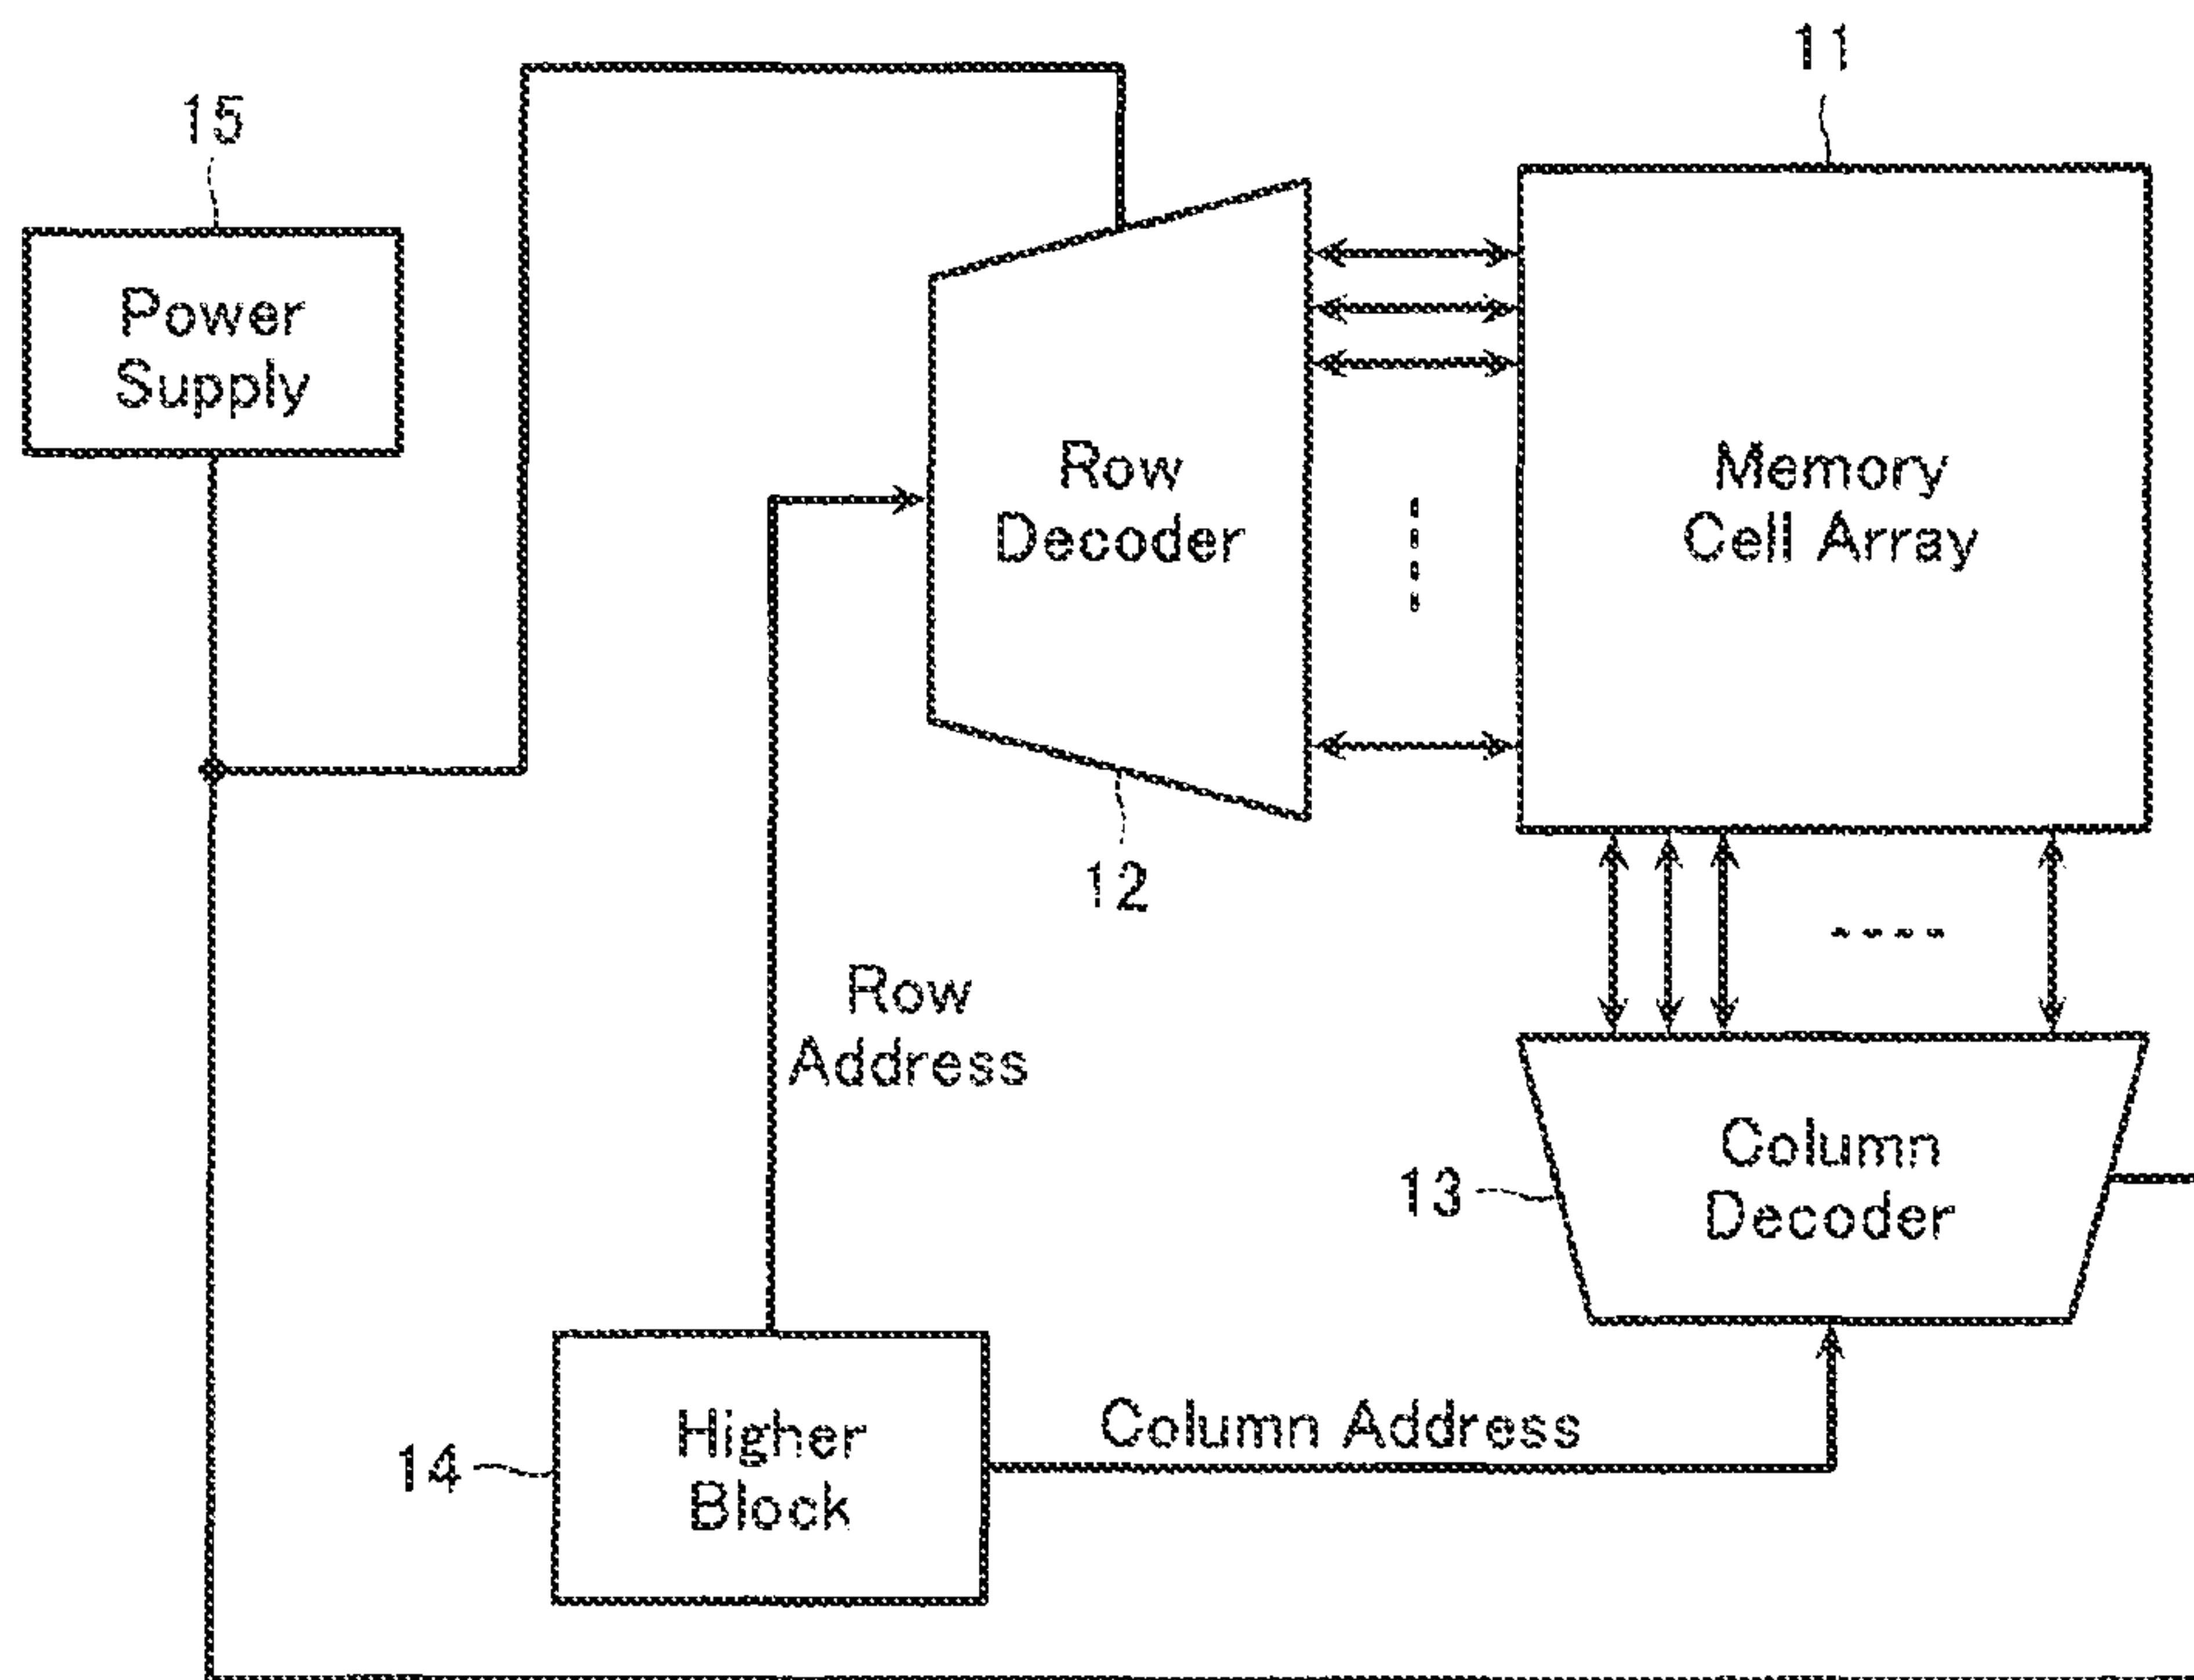 11
15
Power
Supply
Row
Decoder
Memory
Cell Array
12
Row
Address
Column
Decoder
13
Higher
Block
14
Column Address